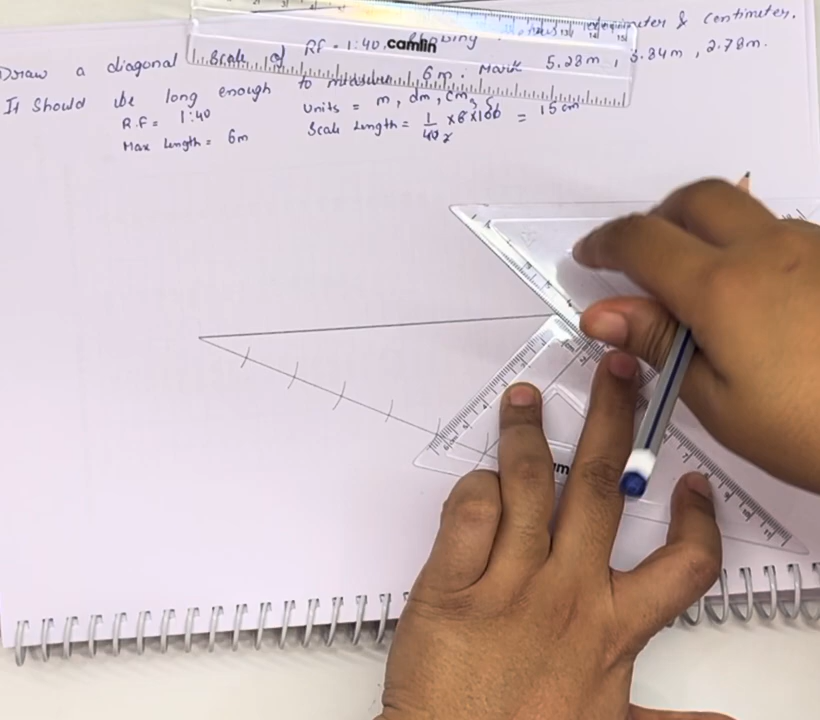 Draw a diagonal Scale of RF = 1:40, showing decimeter & centimeter.
It should be long enough to measure 6m. Mark 5.28m, 3.84m, 2.78m.
R.F = 1:40
Max length = 6m
Units = m, dm, cm
Scale length = 1/40 x 6 x 100 = 15 cm
camlin